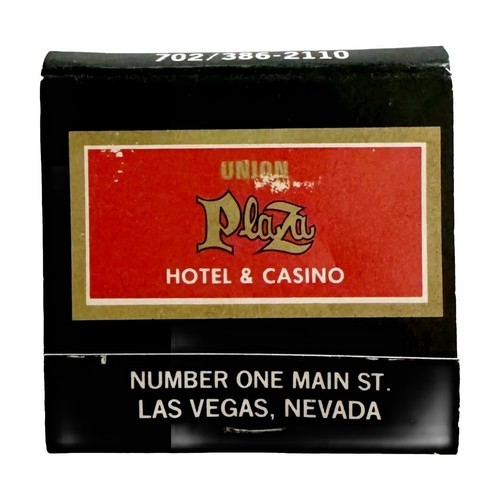 702/386-2110
UNION
Plaza
HOTEL & CASINO
NUMBER ONE MAIN ST.
LAS VEGAS, NEVADA